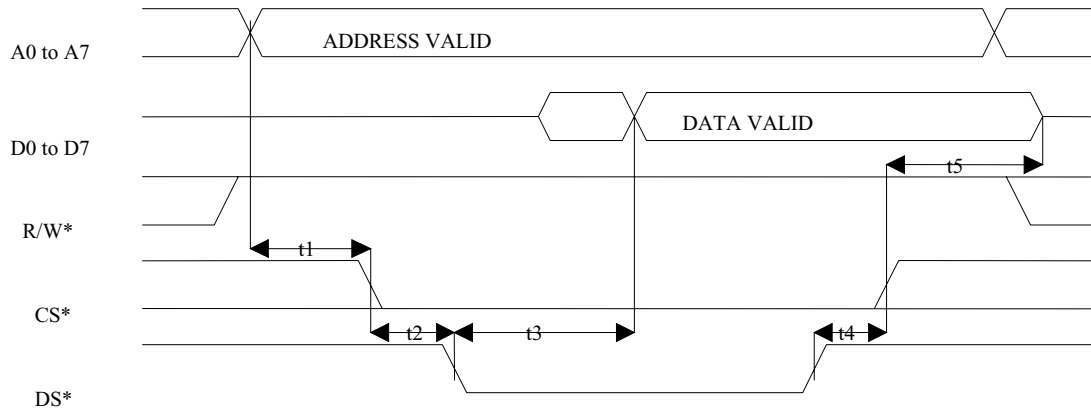 ADDRESS VALID
A0 to A7
DATA VALID
D0 to D7
t5
R/W*
t1
CS*
t2
t3
t4
DS*